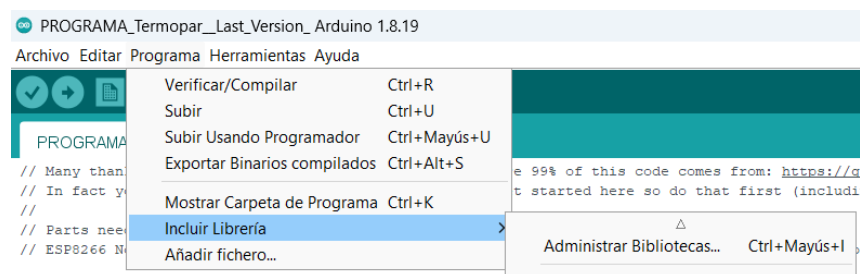 PROGRAMA_Termopar__Last_Version_ Arduino 1.8.19
Archivo Editar Programa Herramientas Ayuda
Verificar/Compilar Ctrl+R
Subir Ctrl+U
Subir Usando Programador Ctrl+Mayús+U
Exportar Binarios compilados Ctrl+Alt+S
Mostrar Carpeta de Programa Ctrl+K
Incluir Librería
Añadir fichero...
Administrar Bibliotecas... Ctrl+Mayús+I
PROGRAMA
// Many than
e 99% of this code comes from: https://
// In fact y
t started here so do that first (includi
//
// Parts nee
// ESP8266 N